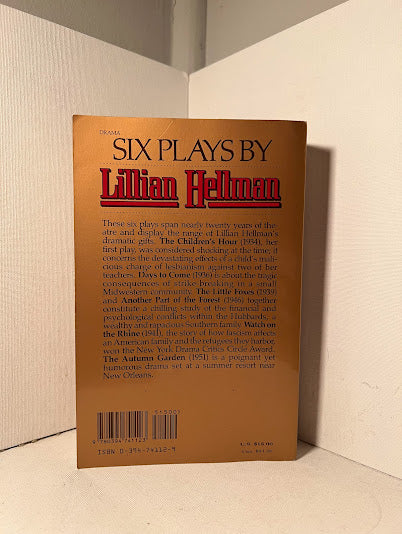 DRAMA
SIX PLAYS BY
Lillian Hellman
These six plays span nearly twenty years of the-
atre and display the range of Lillian Hellman's
dramatic gifts. The Children's Hour (1934), her
first play, was considered shocking at the time; it
concerns the devastating effects of a child's mali-
cious charge of lesbianism against two of her
teachers. Days to Come (1936) is about the tragic
consequences of strike-breaking in a small
Midwestern community. The Little Foxes (1939)
and Another Part of the Forest (1946) together
constitute a chilling study of the financial and
psychological conflicts within the Hubbards, a
wealthy and rapacious Southern family. Watch on
the Rhine (1941), the story of how fascism affects
an American family and the refugees they harbor,
won the New York Drama Critics Circle Award.
The Autumn Garden (1951) is a poignant yet
humorous drama set at a summer resort near
New Orleans.
9 780394 741123
ISBN 0-394-74112-9